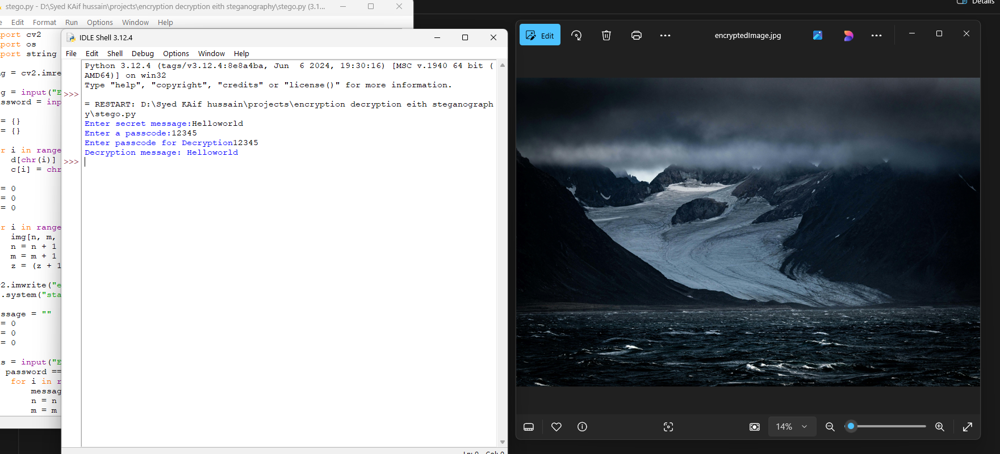 stego.py - D:\Syed KAif hussain\projects\encryption decryption eith steganography\stego.py (3.1...
Edit Format Run Options Window Help
port cv2
port os
port string
g = cv2.imre
g = input("E
ssword = inp
= {}
= {}
r i in range
d[chr(i)]
c[i] = chr
= 0
= 0
= 0
r i in range
img[n, m,
n = n + 1
m = m + 1
z = (z + 1
2.imwrite("e
.system("sta
ssage = ""
= 0
= 0
= 0
s = input("E
password ==
for i in r
messag
n = n
m = m
IDLE Shell 3.12.4
File Edit Shell Debug Options Window Help
Python 3.12.4 (tags/v3.12.4:8e8a4ba, Jun  6 2024, 19:30:16) [MSC v.1940 64 bit (
AMD64)] on win32
Type "help", "copyright", "credits" or "license()" for more information.
>>>
= RESTART: D:\Syed KAif hussain\projects\encryption decryption eith steganograph
y\stego.py
Enter secret message:Helloworld
Enter a passcode:12345
Enter passcode for Decryption12345
Decryption message: Helloworld
>>>
Ln: 0 Col: 0
Details
Edit
encryptedImage.jpg
14%